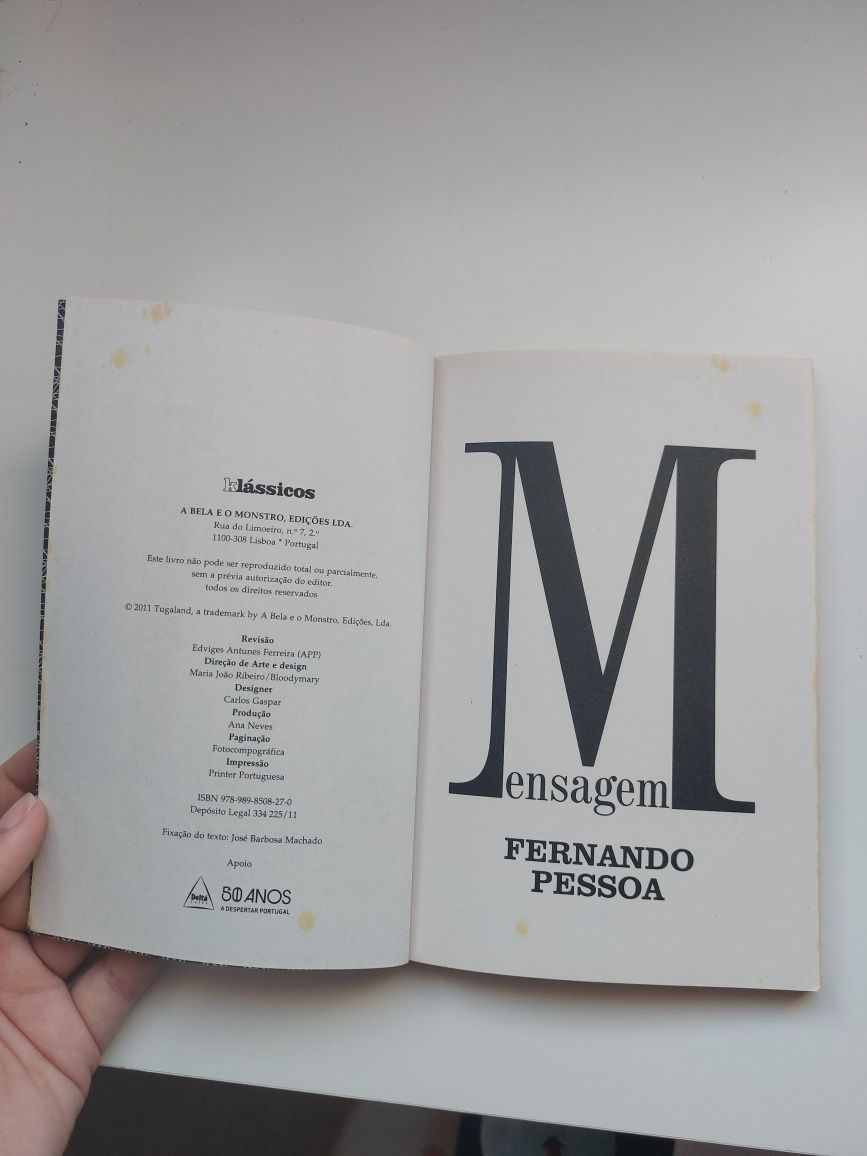 klássicos
A BELA E O MONSTRO, EDIÇÕES LDA.
Rua do Limoeiro, n.º 7, 2.º
1100-308 Lisboa * Portugal
Este livro não pode ser reproduzido total ou parcialmente,
sem a prévia autorização do editor.
todos os direitos reservados
© 2011 Tugaland, a trademark by A Bela e o Monstro, Edições, Lda.
Revisão
Edviges Antunes Ferreira (APP)
Direção de Arte e design
Maria João Ribeiro/Bloodymary
Designer
Carlos Gaspar
Produção
Ana Neves
Paginação
Fotocompográfica
Impressão
Printer Portuguesa
ISBN 978-989-8508-27-0
Depósito Legal 334 225/11
Fixação do texto: José Barbosa Machado
Apoio
Delta
CAFÉS
50 ANOS
A DESPERTAR PORTUGAL
Mensagem
FERNANDO
PESSOA